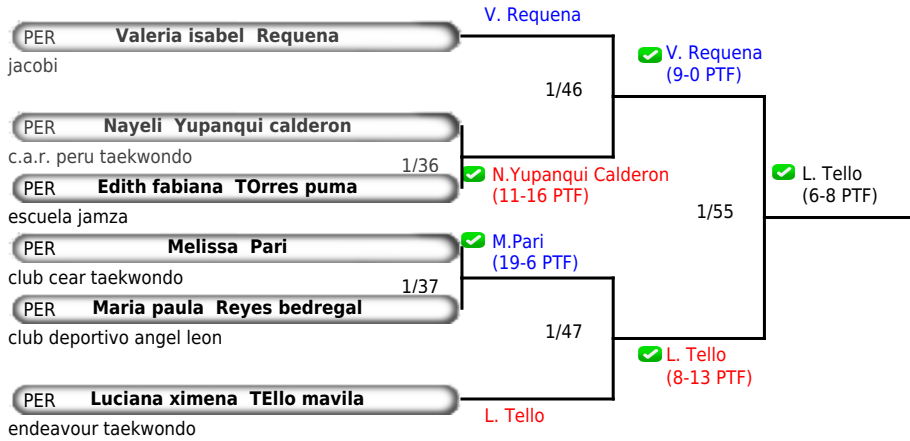 V. Requena
PER Valeria isabel Requena
jacobi
V. Requena
(9-0 PTF)
1/46
PER Nayeli Yupanqui calderon
c.a.r. peru taekwondo
1/36
N.Yupanqui Calderon
(11-16 PTF)
PER Edith fabiana TOrres puma
escuela jamza
L. Tello
(6-8 PTF)
1/55
PER Melissa Pari
club cear taekwondo
M.Pari
(19-6 PTF)
1/37
PER Maria paula Reyes bedregal
club deportivo angel leon
1/47
L. Tello
(8-13 PTF)
PER Luciana ximena TEllo mavila
endeavour taekwondo
L. Tello